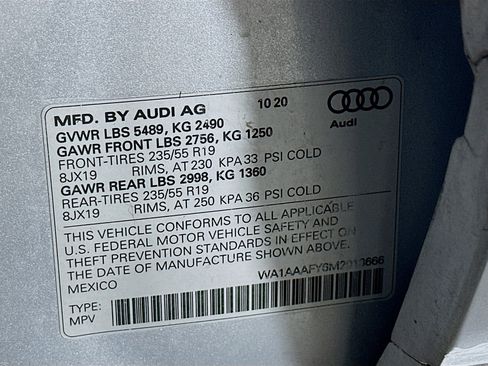 MFD. BY AUDI AG 10 20
GVWR LBS 5489, KG 2490
GAWR FRONT LBS 2756, KG 1250
FRONT-TIRES 235/55 R19
8JX19 RIMS, AT 230 KPA 33 PSI COLD
GAWR REAR LBS 2998, KG 1360
REAR-TIRES 235/55 R19
8JX19 RIMS, AT 250 KPA 36 PSI COLD
Audi
THIS VEHICLE CONFORMS TO ALL APPLICABLE
U.S. FEDERAL MOTOR VEHICLE SAFETY AND
THEFT PREVENTION STANDARDS IN EFFECT ON
THE DATE OF MANUFACTURE SHOWN ABOVE.
MEXICO
TYPE:
MPV